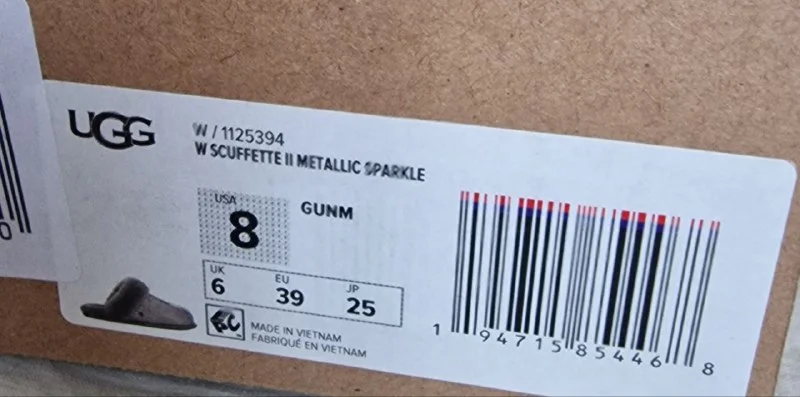 UGG
W / 1125394
W SCUFFETTE II METALLIC SPARKLE
USA
8
GUNM
UK
6
EU
39
JP
25
MADE IN VIETNAM
FABRIQUÉ EN VIETNAM
1 94715 85446 8
0